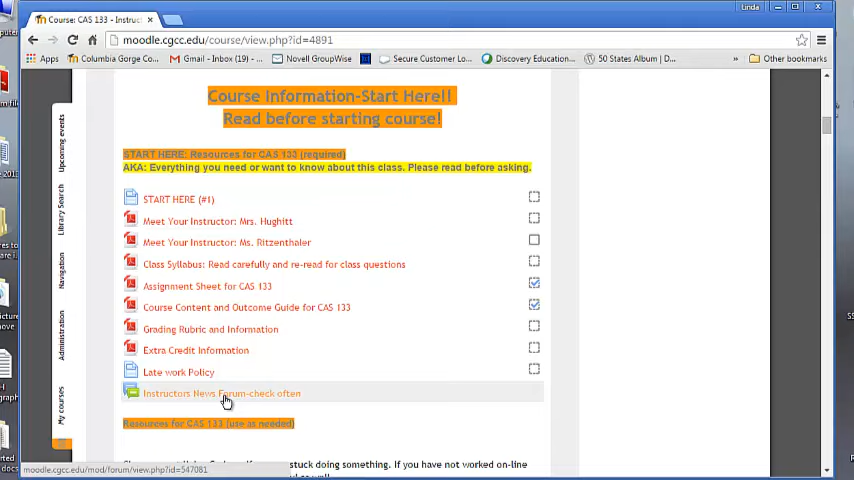 Linda
Course: CAS 133 - Instruct
moodle.cgcc.edu/course/view.php?id=4891
Apps Columbia Gorge Co... Gmail - Inbox (19) -... Novell GroupWise Secure Customer Lo... Discovery Education... 50 States Album | D... » Other bookmarks
Course Information-Start Here!!
Read before starting course!
START HERE: Resources for CAS 133 (required)
AKA: Everything you need or want to know about this class. Please read before asking.
START HERE (#1)
Meet Your Instructor: Mrs. Hughitt
Meet Your Instructor: Ms. Ritzenthaler
Class Syllabus: Read carefully and re-read for class questions
Assignment Sheet for CAS 133
Course Content and Outcome Guide for CAS 133
Grading Rubric and Information
Extra Credit Information
Late work Policy
Instructors News Forum-check often
Resources for CAS 133 (use as needed)
stuck doing something. If you have not worked on-line
moodle.cgcc.edu/mod/forum/view.php?id=547081
Upcoming events
Library Search
Navigation
Administration
My courses